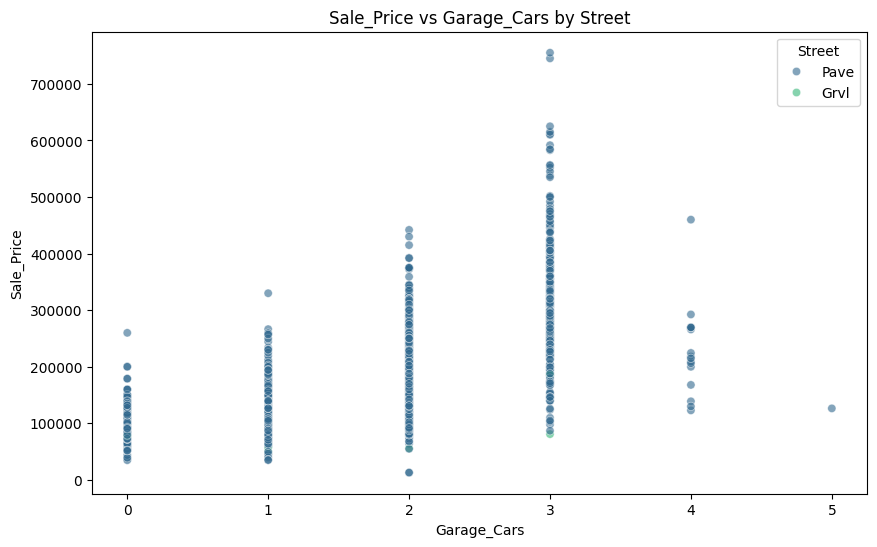 Sale_Price vs Garage_Cars by Street
Street
Pave
Grvl
Sale_Price
700000
600000
500000
400000
300000
200000
100000
0
0 1 2 3 4 5
Garage_Cars